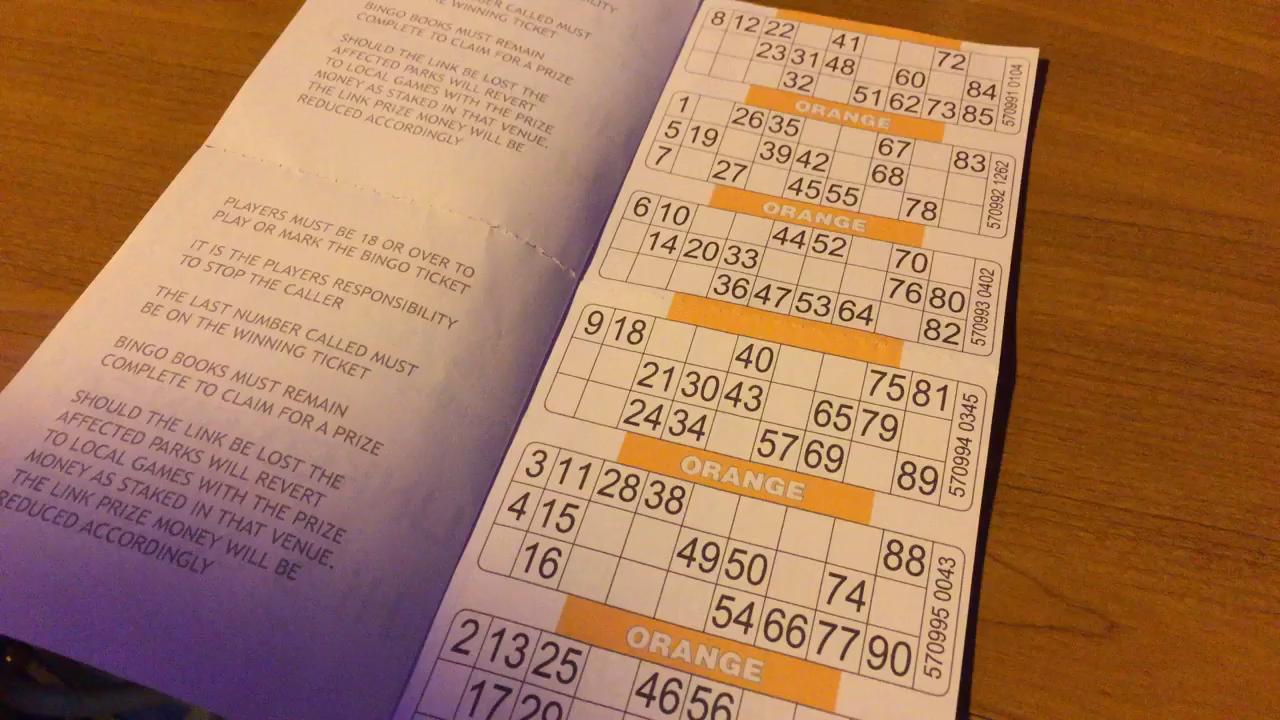 CALLED MUST
WINNING TICKET
BINGO BOOKS MUST REMAIN
COMPLETE TO CLAIM FOR A PRIZE
SHOULD THE LINK BE LOST THE
AFFECTED PARKS WILL REVERT
TO LOCAL GAMES WITH THE PRIZE
MONEY AS STAKED IN THAT VENUE.
THE LINK PRIZE MONEY WILL BE
REDUCED ACCORDINGLY
PLAYERS MUST BE 18 OR OVER TO
PLAY OR MARK THE BINGO TICKET
IT IS THE PLAYERS RESPONSIBILITY
TO STOP THE CALLER
THE LAST NUMBER CALLED MUST
BE ON THE WINNING TICKET
BINGO BOOKS MUST REMAIN
COMPLETE TO CLAIM FOR A PRIZE
SHOULD THE LINK BE LOST THE
AFFECTED PARKS WILL REVERT
TO LOCAL GAMES WITH THE PRIZE
MONEY AS STAKED IN THAT VENUE.
THE LINK PRIZE MONEY WILL BE
REDUCED ACCORDINGLY
8 12 22 41 72
23 31 48 60 84
32 51 62 73 85
570991 0104
ORANGE
1 26 35 67 83
5 19 39 42 68
7 27 45 55 78
570992 1262
ORANGE
6 10 44 52 70
14 20 33 76 80
36 47 53 64 82
570993 0402
9 18 40 75 81
21 30 43 65 79
24 34 57 69 89
570994 0345
ORANGE
3 11 28 38 88
4 15 49 50 74
16 54 66 77 90
570995 0043
ORANGE
2 13 25 46 56
17 29